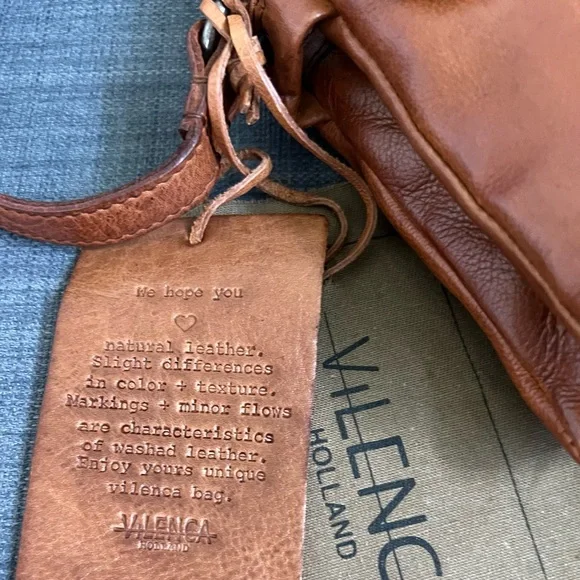 We hope you
♡
natural leather.
Slight differences
in color + texture.
Markings + minor flows
are characteristics
of washed leather.
Enjoy yours unique
vilenca bag.
VILENCA
HOLLAND
VILENC
HOLLAND